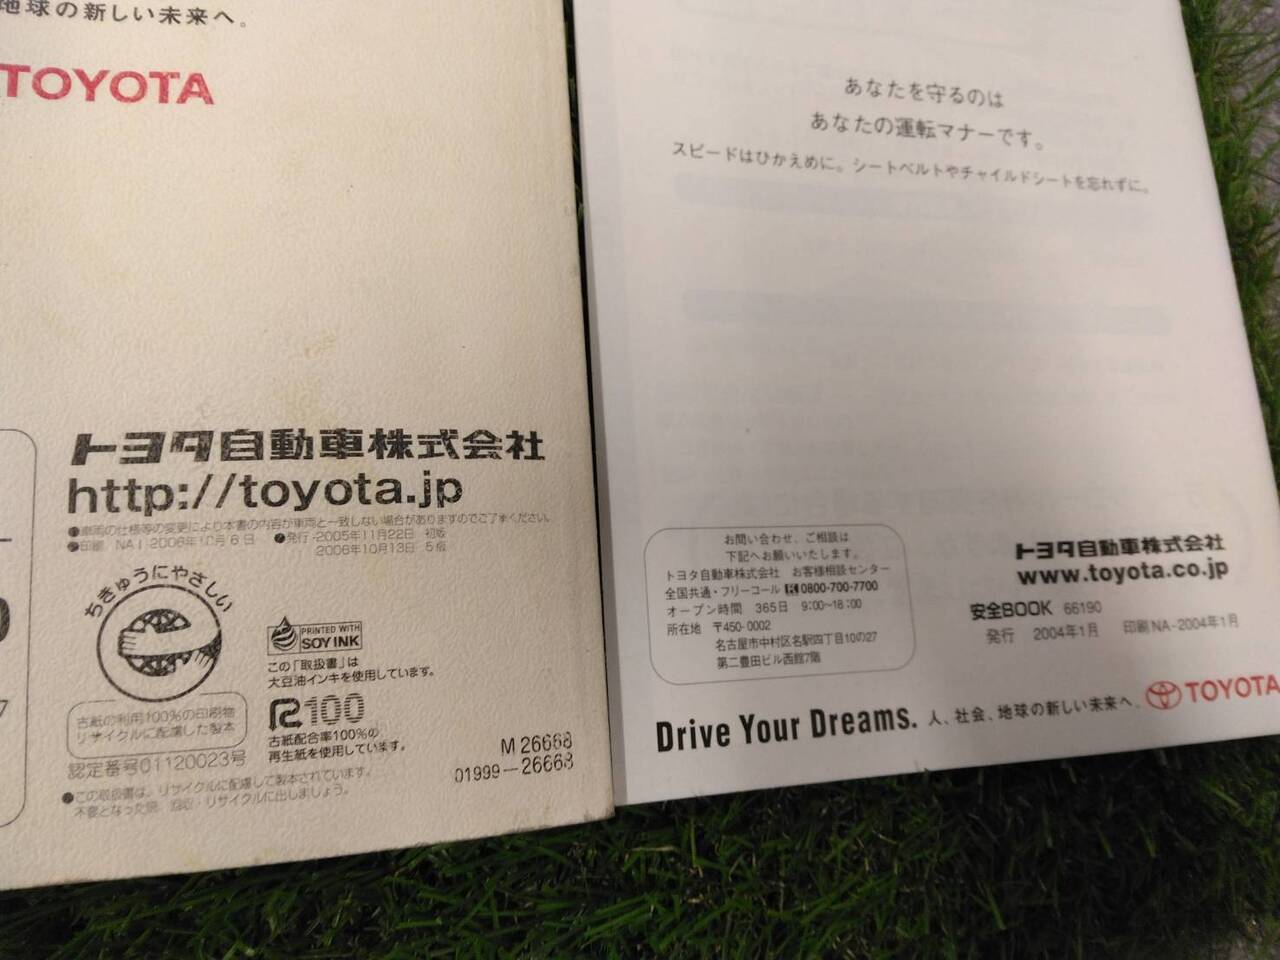 地球の新しい未来へ。
TOYOTA
トヨタ自動車株式会社
http://toyota.jp
●車両の仕様等の変更により本書の内容が車両と一致しない場合がありますのでご了承ください。
●印刷 NAI-2006年10月6日 ●発行-2005年11月22日 初版
2006年10月13日 5版
ちきゅうにやさしい
古紙の利用100%の印刷物
リサイクルに配慮した製本
認定番号01120023号
PRINTED WITH
SOY INK
この「取扱書」は
大豆油インキを使用しています。
R100
古紙配合率100%の
再生紙を使用しています。
●この取扱書は、リサイクルに配慮して製本されています。
不要となった際、回収・リサイクルに出しましょう。
M 26668
01999-26668
あなたを守るのは
あなたの運転マナーです。
スピードはひかえめに。シートベルトやチャイルドシートを忘れずに。
お問い合わせ、ご相談は
下記へお願いいたします。
トヨタ自動車株式会社 お客様相談センター
全国共通・フリーコール 0800-700-7700
オープン時間 365日 9:00~18:00
所在地 〒450-0002
名古屋市中村区名駅四丁目10の27
第二豊田ビル西館7階
トヨタ自動車株式会社
www.toyota.co.jp
安全BOOK 66190
発行 2004年1月 印刷NA-2004年1月
Drive Your Dreams. 人、社会、地球の新しい未来へ。 TOYOTA